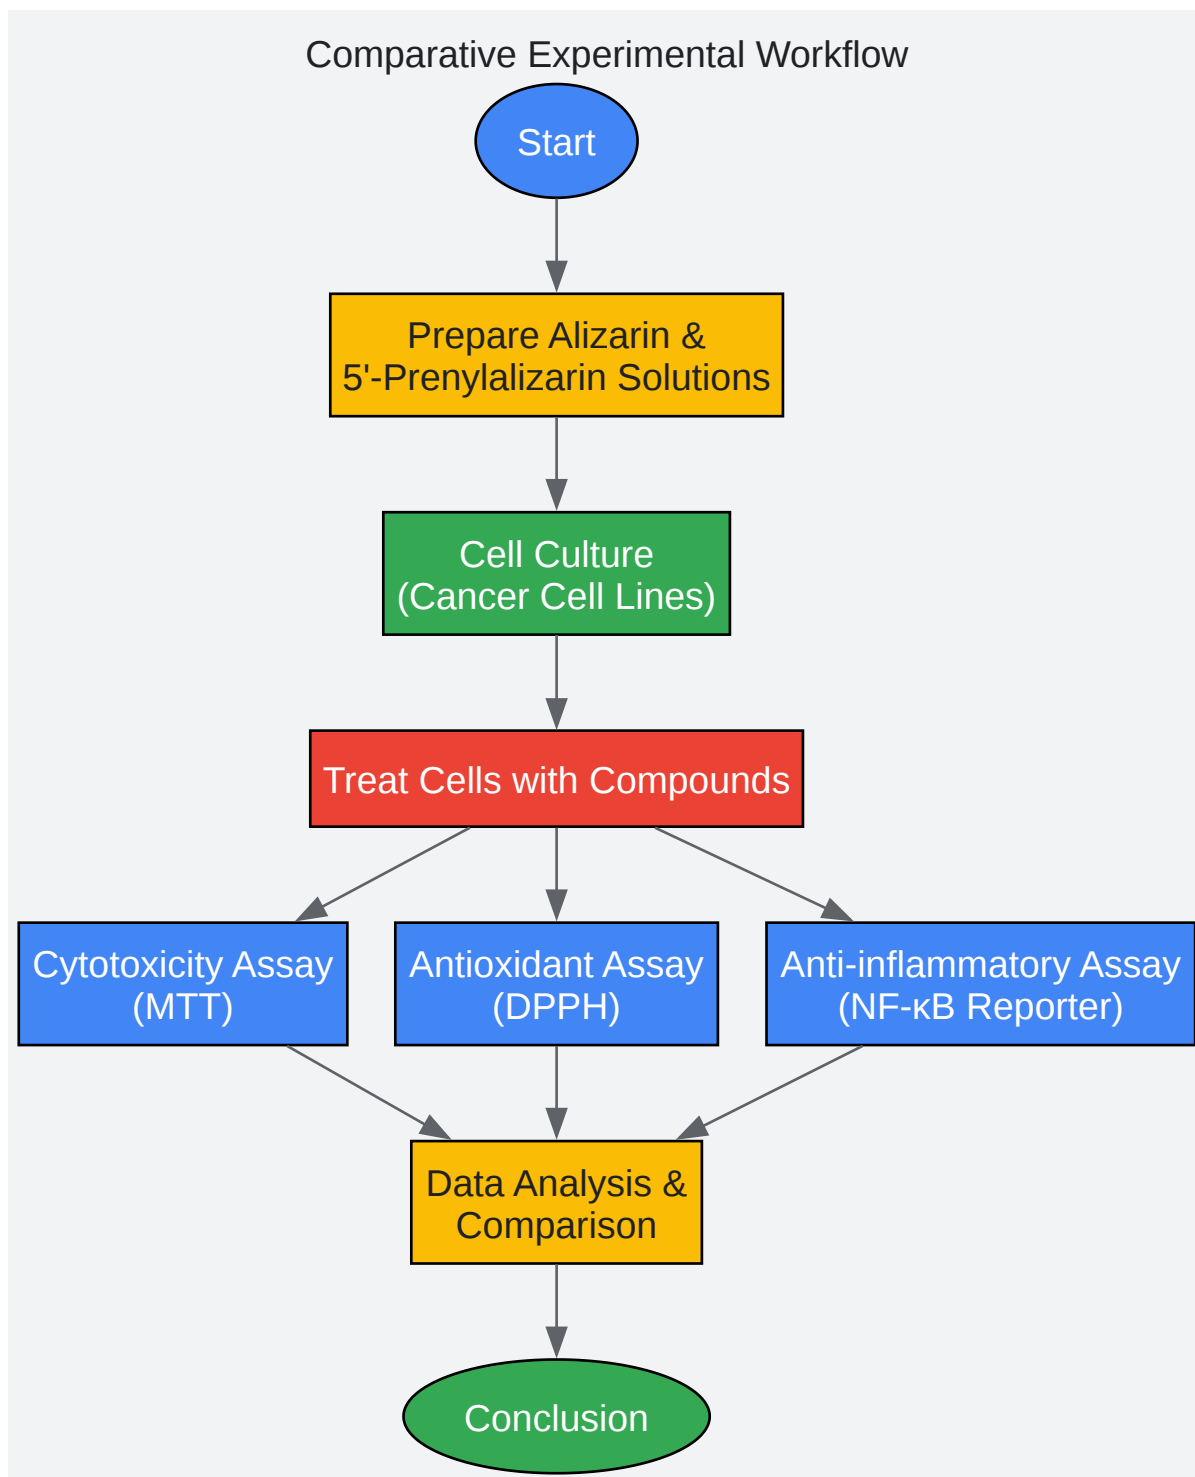 Comparative Experimental Workflow
Start
Prepare Alizarin &
5'-Prenylalizarin Solutions
Cell Culture
(Cancer Cell Lines)
Treat Cells with Compounds
Cytotoxicity Assay
(MTT)
Antioxidant Assay
(DPPH)
Anti-inflammatory Assay
(NF-κB Reporter)
Data Analysis &
Comparison
Conclusion